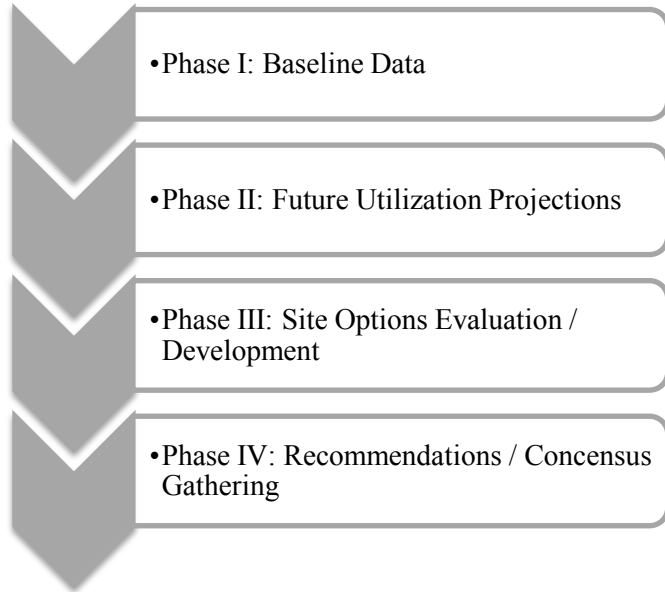 •Phase I: Baseline Data
•Phase II: Future Utilization Projections
•Phase III: Site Options Evaluation /
Development
•Phase IV: Recommendations / Concensus
Gathering